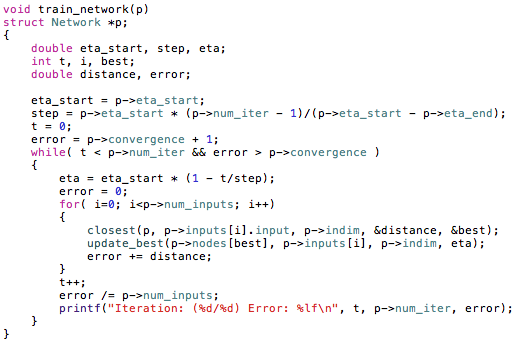 void train_network(p)
struct Network *p;
{
    double eta_start, step, eta;
    int t, i, best;
    double distance, error;

    eta_start = p->eta_start;
    step = p->eta_start * (p->num_iter - 1)/(p->eta_start - p->eta_end);
    t = 0;
    error = p->convergence + 1;
    while( t < p->num_iter && error > p->convergence )
    {
        eta = eta_start * (1 - t/step);
        error = 0;
        for( i=0; i<p->num_inputs; i++)
        {
            closest(p, p->inputs[i].input, p->indim, &distance, &best);
            update_best(p->nodes[best], p->inputs[i], p->indim, eta);
            error += distance;
        }
        t++;
        error /= p->num_inputs;
        printf("Iteration: (%d/%d) Error: %lf\n", t, p->num_iter, error);
    }
}